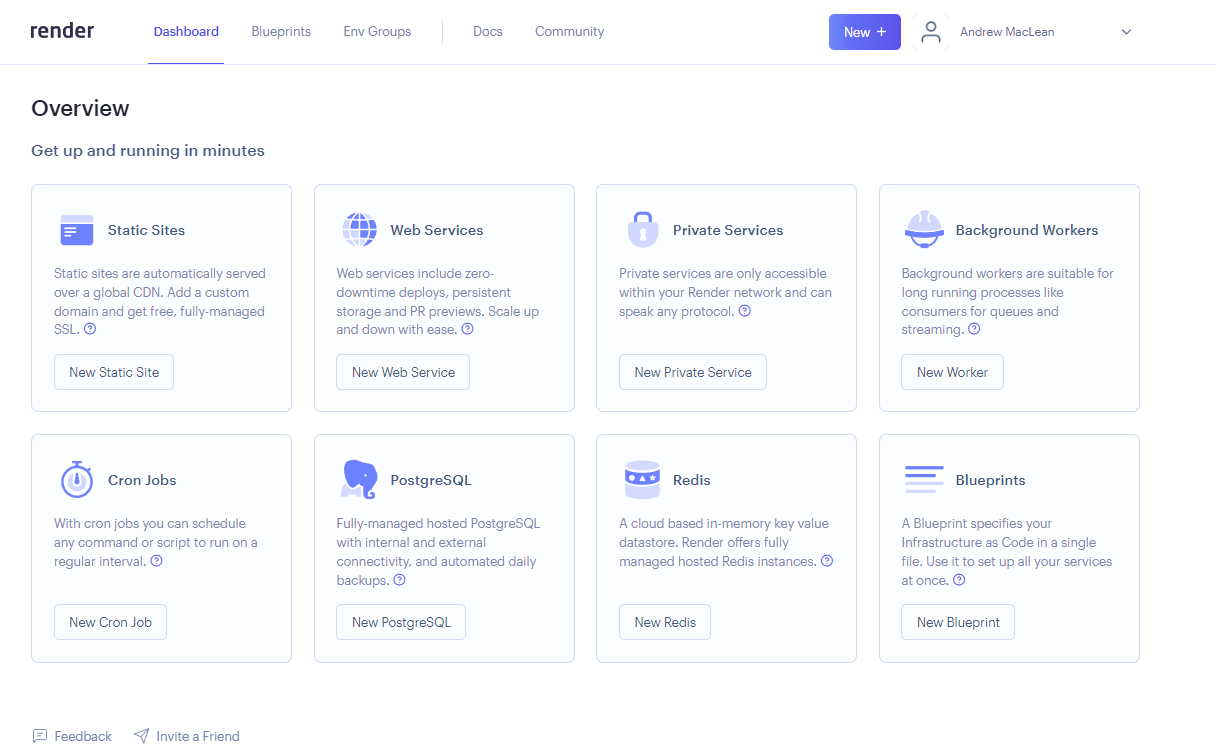 render Dashboard Blueprints Env Groups Docs Community New + Andrew MacLean
Overview
Get up and running in minutes
Static Sites
Static sites are automatically served
over a global CDN. Add a custom
domain and get free, fully-managed
SSL.
New Static Site
Web Services
Web services include zero-
downtime deploys, persistent
storage and PR previews. Scale up
and down with ease.
New Web Service
Private Services
Private services are only accessible
within your Render network and can
speak any protocol.
New Private Service
Background Workers
Background workers are suitable for
long running processes like
consumers for queues and
streaming.
New Worker
Cron Jobs
With cron jobs you can schedule
any command or script to run on a
regular interval.
New Cron Job
PostgreSQL
Fully-managed hosted PostgreSQL
with internal and external
connectivity, and automated daily
backups.
New PostgreSQL
Redis
A cloud based in-memory key value
datastore. Render offers fully
managed hosted Redis instances.
New Redis
Blueprints
A Blueprint specifies your
Infrastructure as Code in a single
file. Use it to set up all your services
at once.
New Blueprint
Feedback Invite a Friend